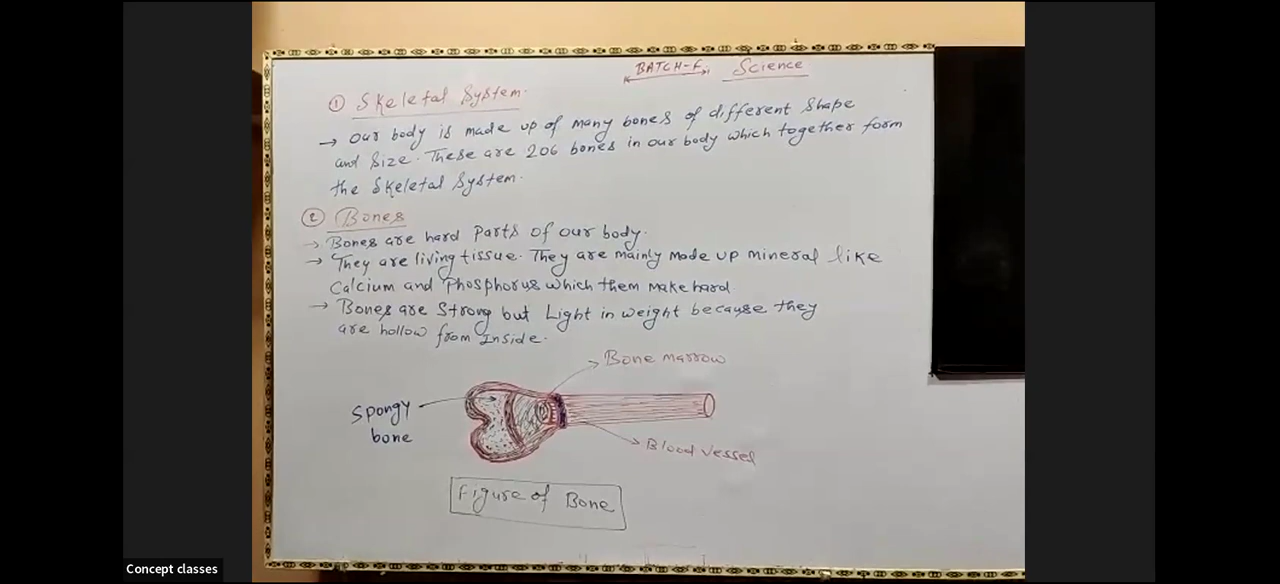 BATCH-F Science
① Skeletal System.
→ Our body is made up of many bones of different Shape
and Size. These are 206 bones in our body which together form
the Skeletal System.
② Bones
→ Bones are hard Parts of our body.
→ They are living tissue. They are mainly made up mineral like
Calcium and Phosphorus which them make hard
→ Bones are Strong but Light in weight because they
are hollow from Inside.
Bone marrow
Spongy
bone
Blood vessel
Figure of Bone
Concept classes